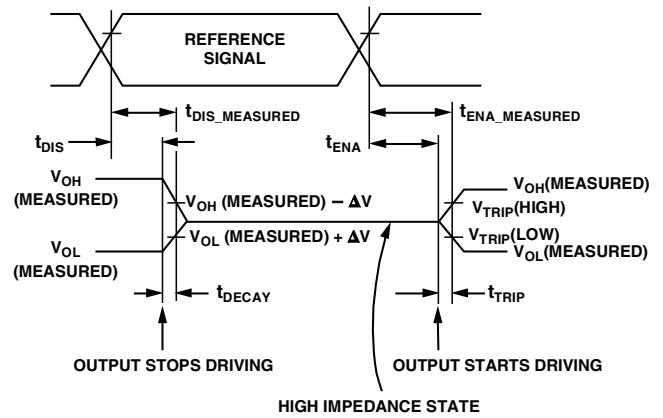 REFERENCE
SIGNAL
tDIS_MEASURED
tENA_MEASURED
tDIS
tENA
VOH
(MEASURED)
VOH (MEASURED) – ΔV
VOH(MEASURED)
VTRIP(HIGH)
VOL
(MEASURED)
VOL (MEASURED) + ΔV
VTRIP(LOW)
VOL(MEASURED)
tDECAY
tTRIP
OUTPUT STOPS DRIVING
OUTPUT STARTS DRIVING
HIGH IMPEDANCE STATE